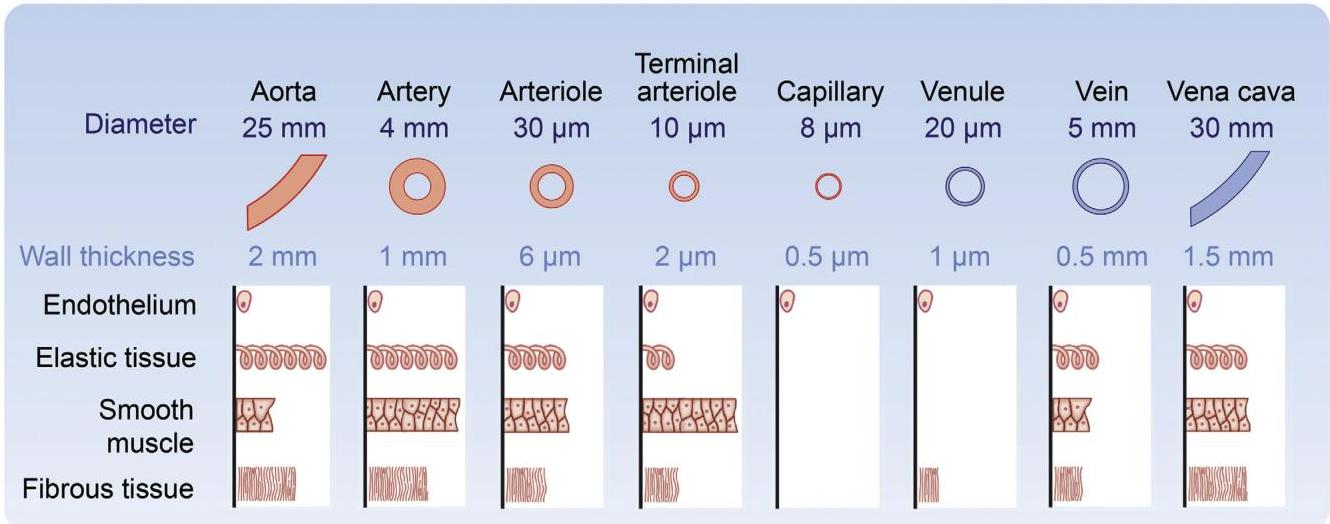 Aorta Artery Arteriole Terminal arteriole Capillary Venule Vein Vena cava
Diameter 25 mm 4 mm 30 µm 10 µm 8 µm 20 µm 5 mm 30 mm
Wall thickness 2 mm 1 mm 6 µm 2 µm 0.5 µm 1 µm 0.5 mm 1.5 mm
Endothelium
Elastic tissue
Smooth
muscle
Fibrous tissue